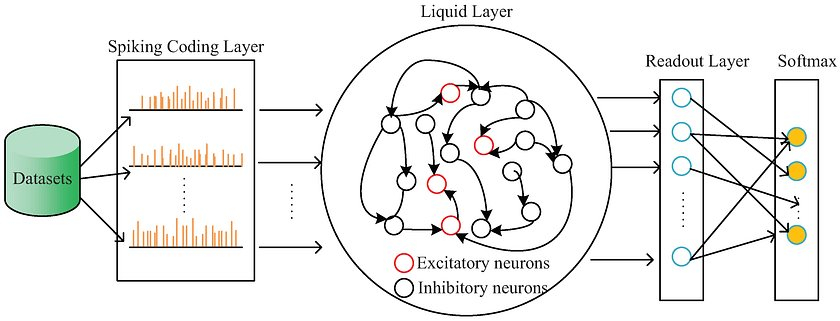 Liquid Layer
Spiking Coding Layer
Readout Layer
Softmax
Datasets
Excitatory neurons
Inhibitory neurons